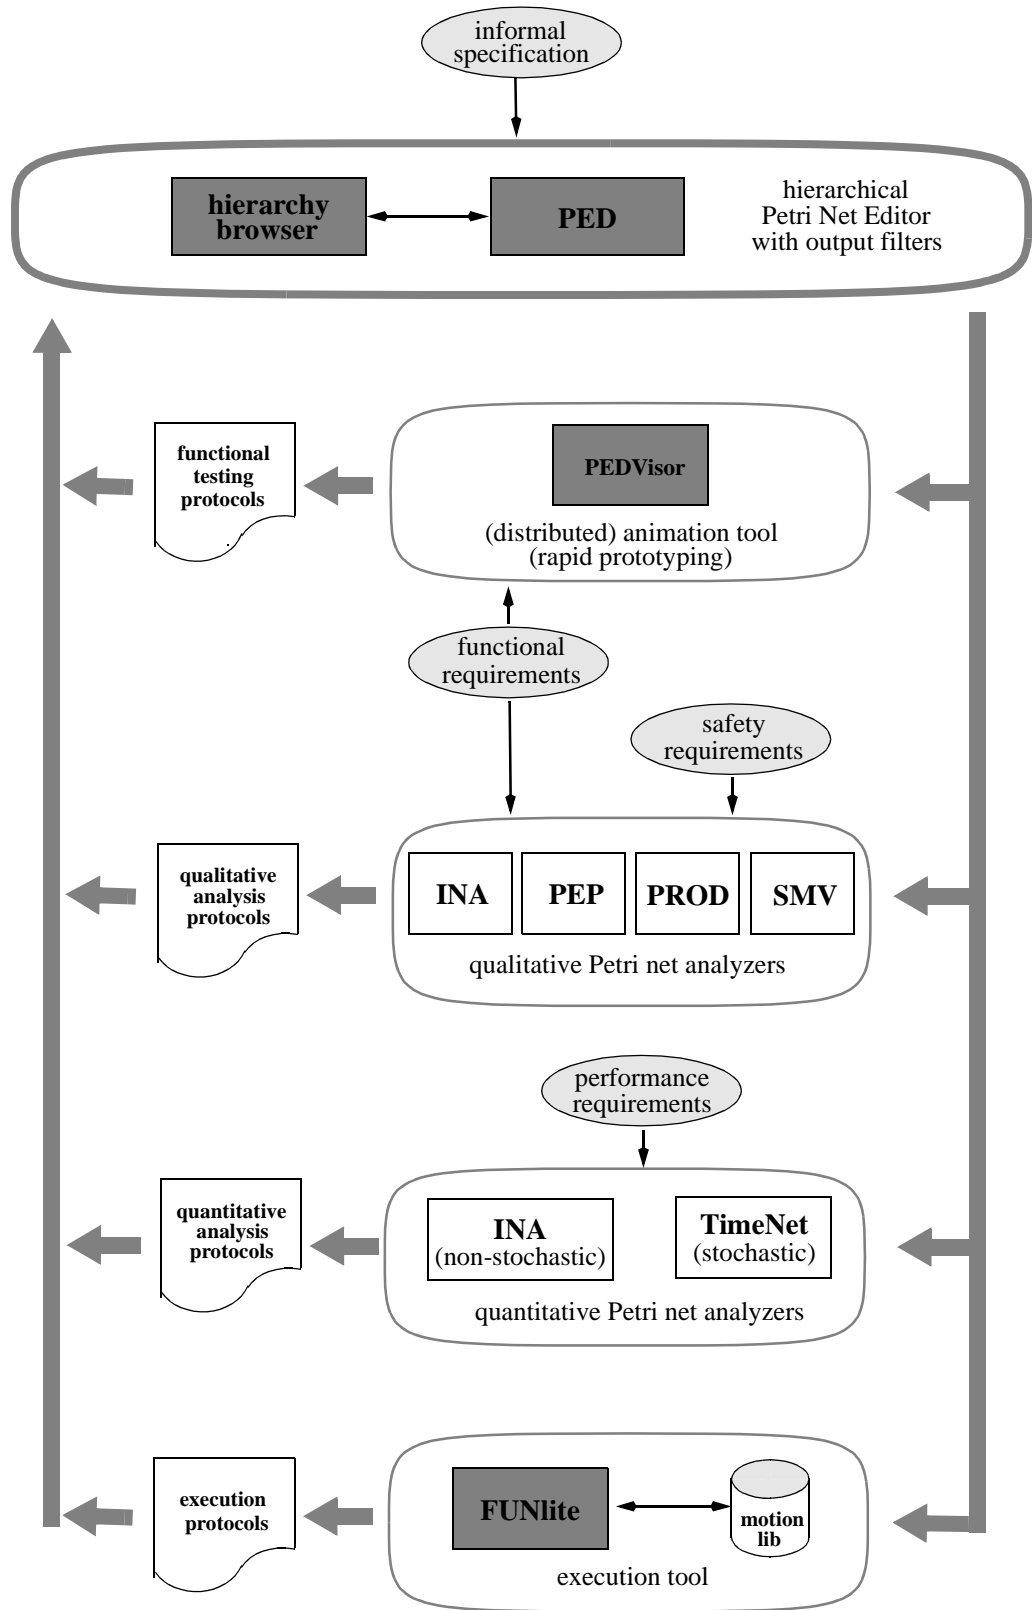 informal
specification
hierarchy
browser
PED
hierarchical
Petri Net Editor
with output filters
functional
testing
protocols
PEDVisor
(distributed) animation tool
(rapid prototyping)
functional
requirements
safety
requirements
qualitative
analysis
protocols
INA
PEP
PROD
SMV
qualitative Petri net analyzers
performance
requirements
quantitative
analysis
protocols
INA
(non-stochastic)
TimeNet
(stochastic)
quantitative Petri net analyzers
execution
protocols
FUNlite
motion
lib
execution tool